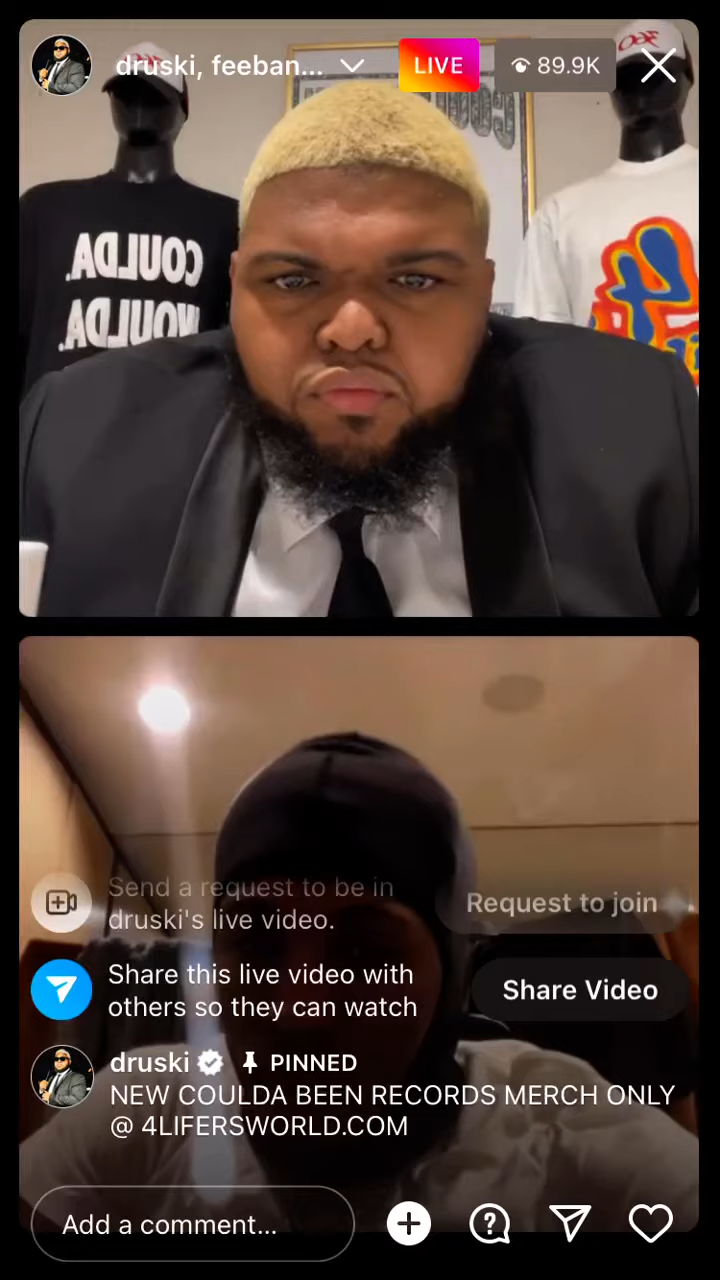 druski, feeban...
LIVE
89.9K
COULDA.
WOULDA.
Send a request to be in
druski's live video.
Request to join
Share this live video with
others so they can watch
Share Video
druski PINNED
NEW COULDA BEEN RECORDS MERCH ONLY
@ 4LIFERSWORLD.COM
Add a comment...